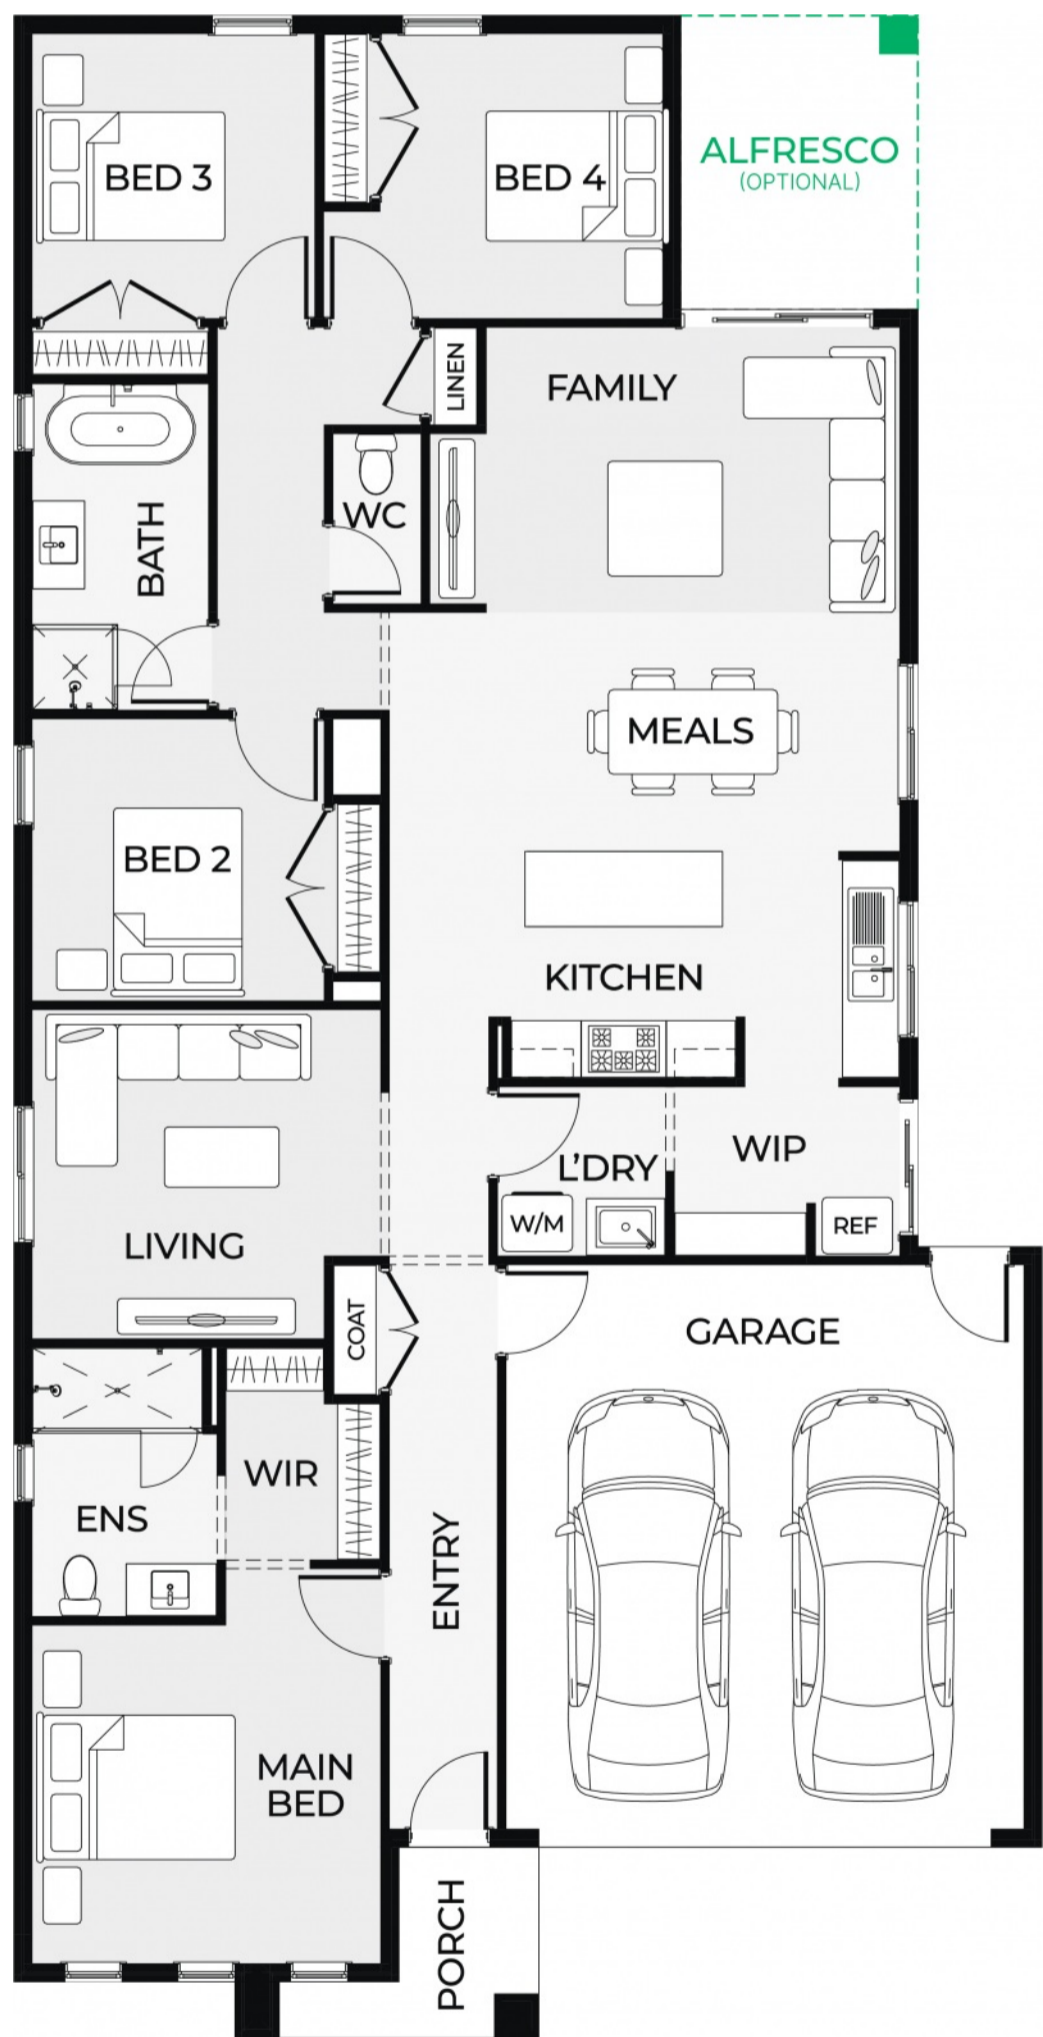 BED 3
BED 4
ALFRESCO
(OPTIONAL)
LINEN
FAMILY
WC
BATH
MEALS
BED 2
KITCHEN
L'DRY
WIP
W/M
REF
LIVING
COAT
GARAGE
WIR
ENS
ENTRY
MAIN
BED
PORCH